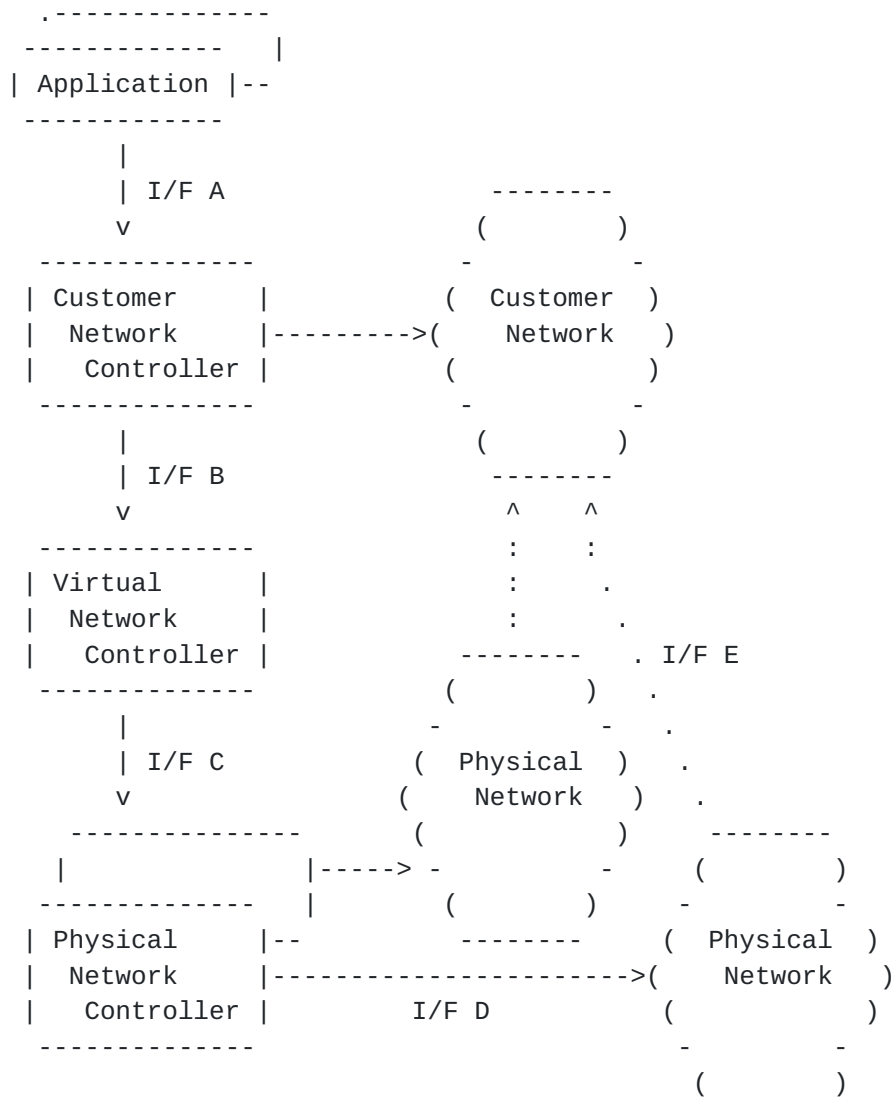 Application
I/F A
Customer
Network
Controller
Customer
Network
I/F B
Virtual
Network
Controller
I/F E
I/F C
Physical
Network
Physical
Network
Controller
I/F D
Physical
Network